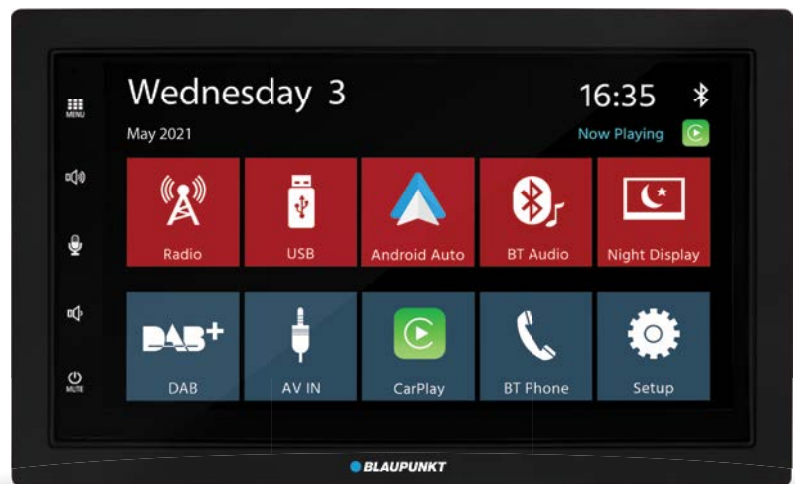 Wednesday 3
16:35
May 2021
Now Playing
MENU
Radio
USB
Android Auto
BT Audio
Night Display
DAB+
DAB
AV IN
CarPlay
BT Phone
Setup
MUTE
BLAUPUNKT